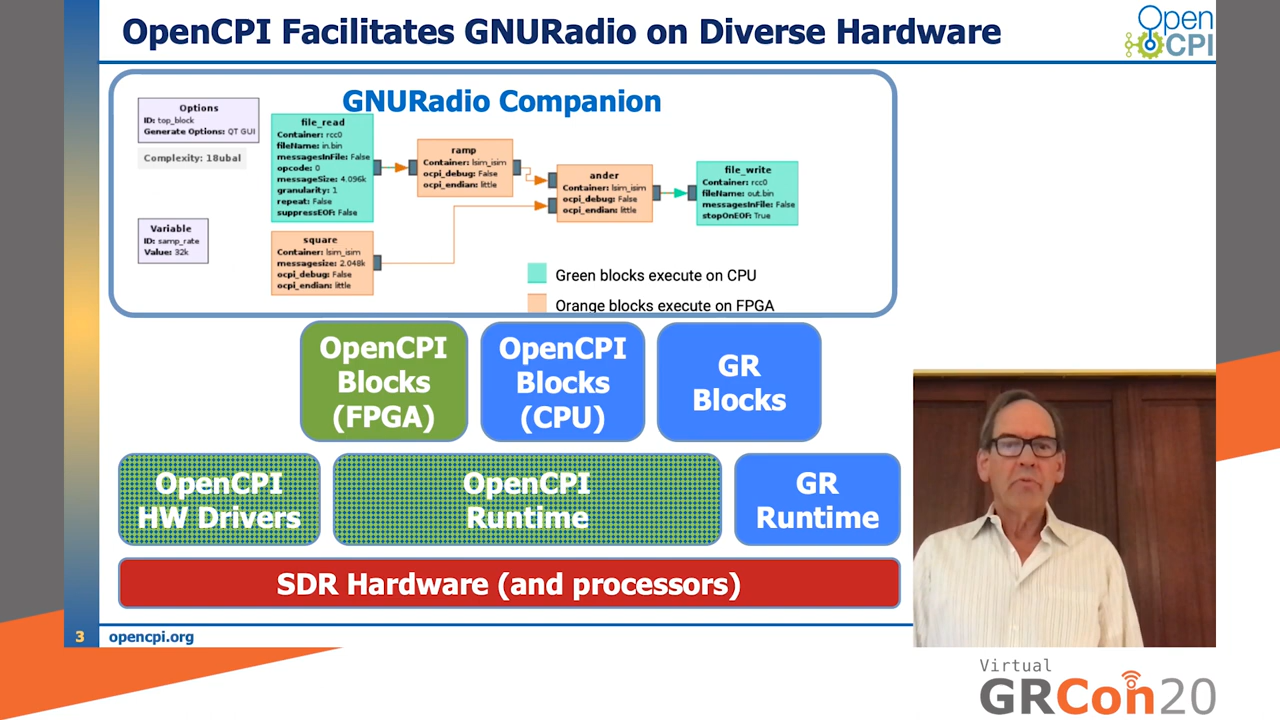 OpenCPI Facilitates GNURadio on Diverse Hardware
Open
CPI
GNURadio Companion
Options
ID: top_block
Generate Options: QT GUI
Complexity: 18ubal
Variable
ID: samp_rate
Value: 32k
file_read
Container: rcc0
fileName: in.bin
messagesInFile: False
opcode: 0
messageSize: 4.096k
granularity: 1
repeat: False
suppressEOF: False
square
Container: lsim_isim
messagesize: 2.048k
ocpi_debug: False
ocpi_endian: little
ramp
Container: lsim_isim
ocpi_debug: False
ocpi_endian: little
ander
Container: lsim_isim
ocpi_debug: False
ocpi_endian: little
file_write
Container: rcc0
fileName: out.bin
messagesInFile: False
stopOnEOF: True
Green blocks execute on CPU
Orange blocks execute on FPGA
OpenCPI
Blocks
(FPGA)
OpenCPI
Blocks
(CPU)
GR
Blocks
OpenCPI
HW Drivers
OpenCPI
Runtime
GR
Runtime
SDR Hardware (and processors)
3
opencpi.org
Virtual
GRCon20